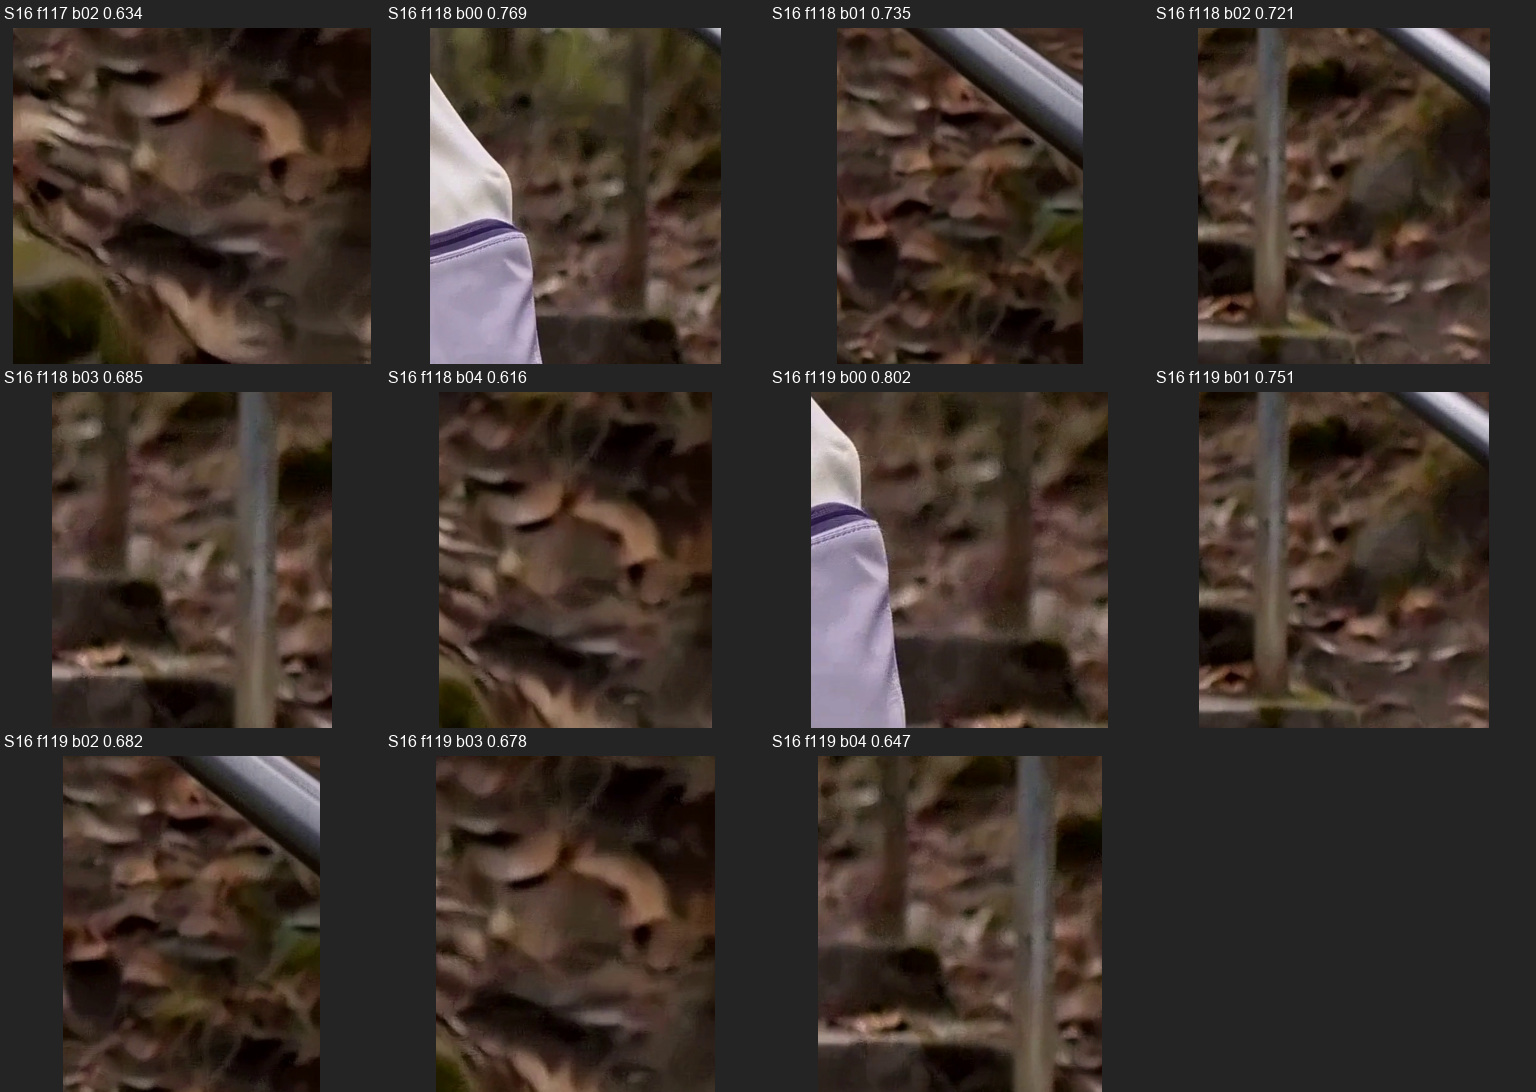 S16 f117 b02 0.634
S16 f118 b00 0.769
S16 f118 b01 0.735
S16 f118 b02 0.721
S16 f118 b03 0.685
S16 f118 b04 0.616
S16 f119 b00 0.802
S16 f119 b01 0.751
S16 f119 b02 0.682
S16 f119 b03 0.678
S16 f119 b04 0.647